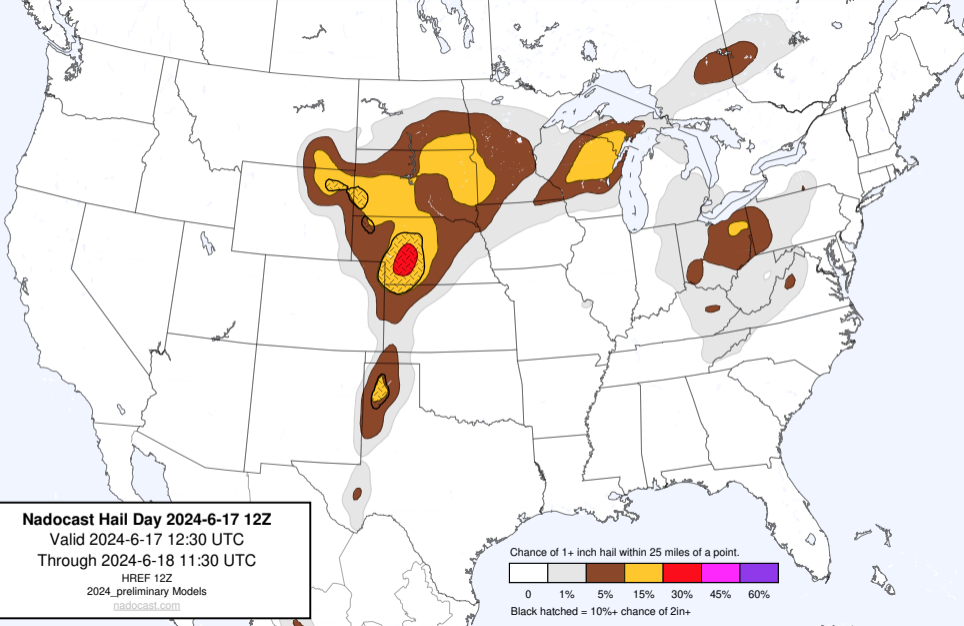 Nadocast Hail Day 2024-6-17 12Z
Valid 2024-6-17 12:30 UTC
Through 2024-6-18 11:30 UTC
HREF 12Z
2024_preliminary Models
nadocast.com
Chance of 1+ inch hail within 25 miles of a point.
0 1% 5% 15% 30% 45% 60%
Black hatched = 10%+ chance of 2in+